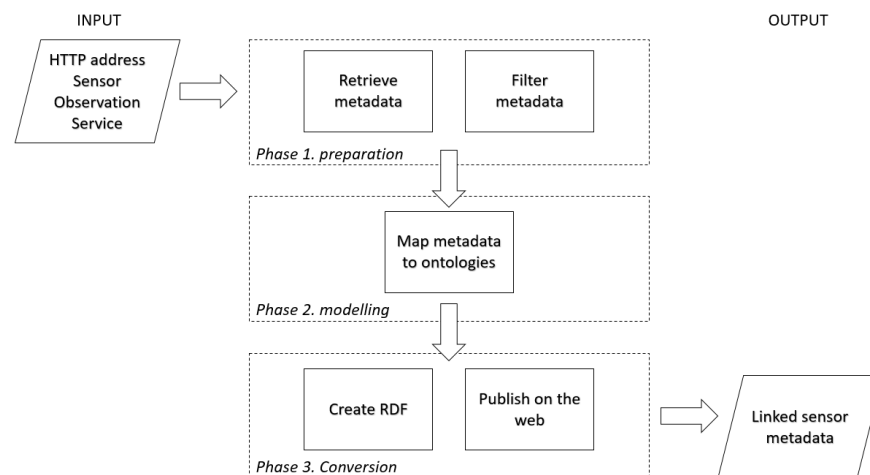 INPUT
OUTPUT
HTTP address
Sensor
Observation
Service
Retrieve
metadata
Filter
metadata
Phase 1. preparation
Map metadata
to ontologies
Phase 2. modelling
Create RDF
Publish on the
web
Phase 3. Conversion
Linked sensor
metadata